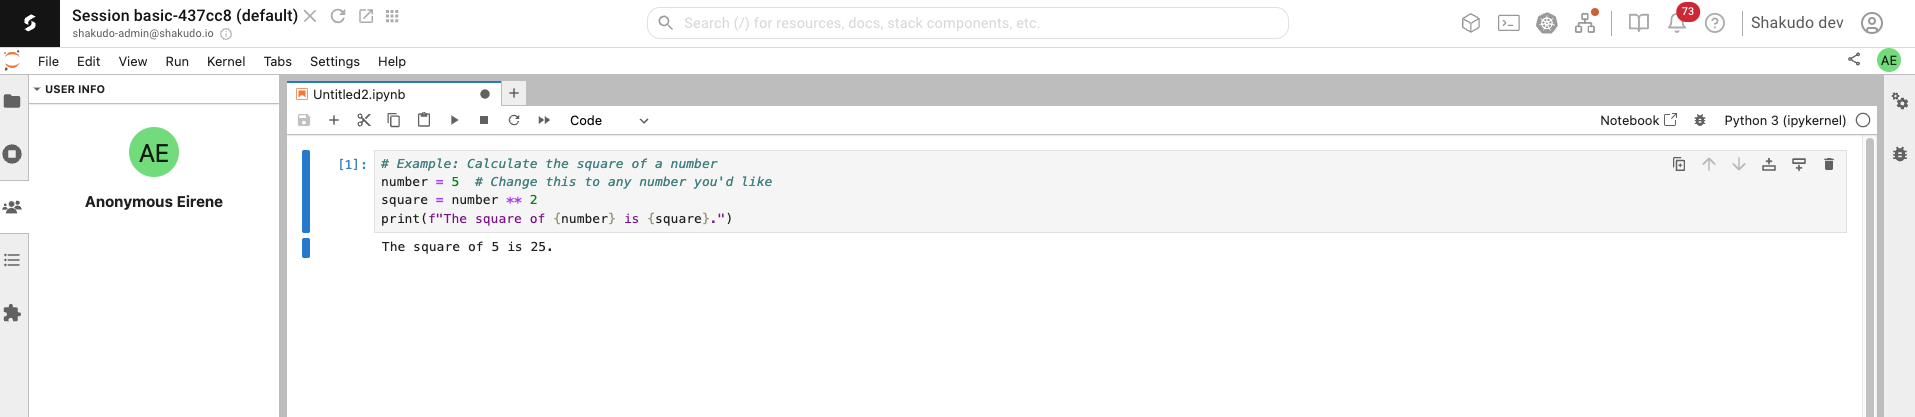 Session basic-437cc8 (default)
shakudo-admin@shakudo.io
Search (/) for resources, docs, stack components, etc.
73
Shakudo dev
File Edit View Run Kernel Tabs Settings Help
AE
USER INFO
AE
Anonymous Eirene
Untitled2.ipynb
Code
Notebook
Python 3 (ipykernel)
[1]:
# Example: Calculate the square of a number
number = 5  # Change this to any number you'd like
square = number ** 2
print(f"The square of {number} is {square}.")
The square of 5 is 25.